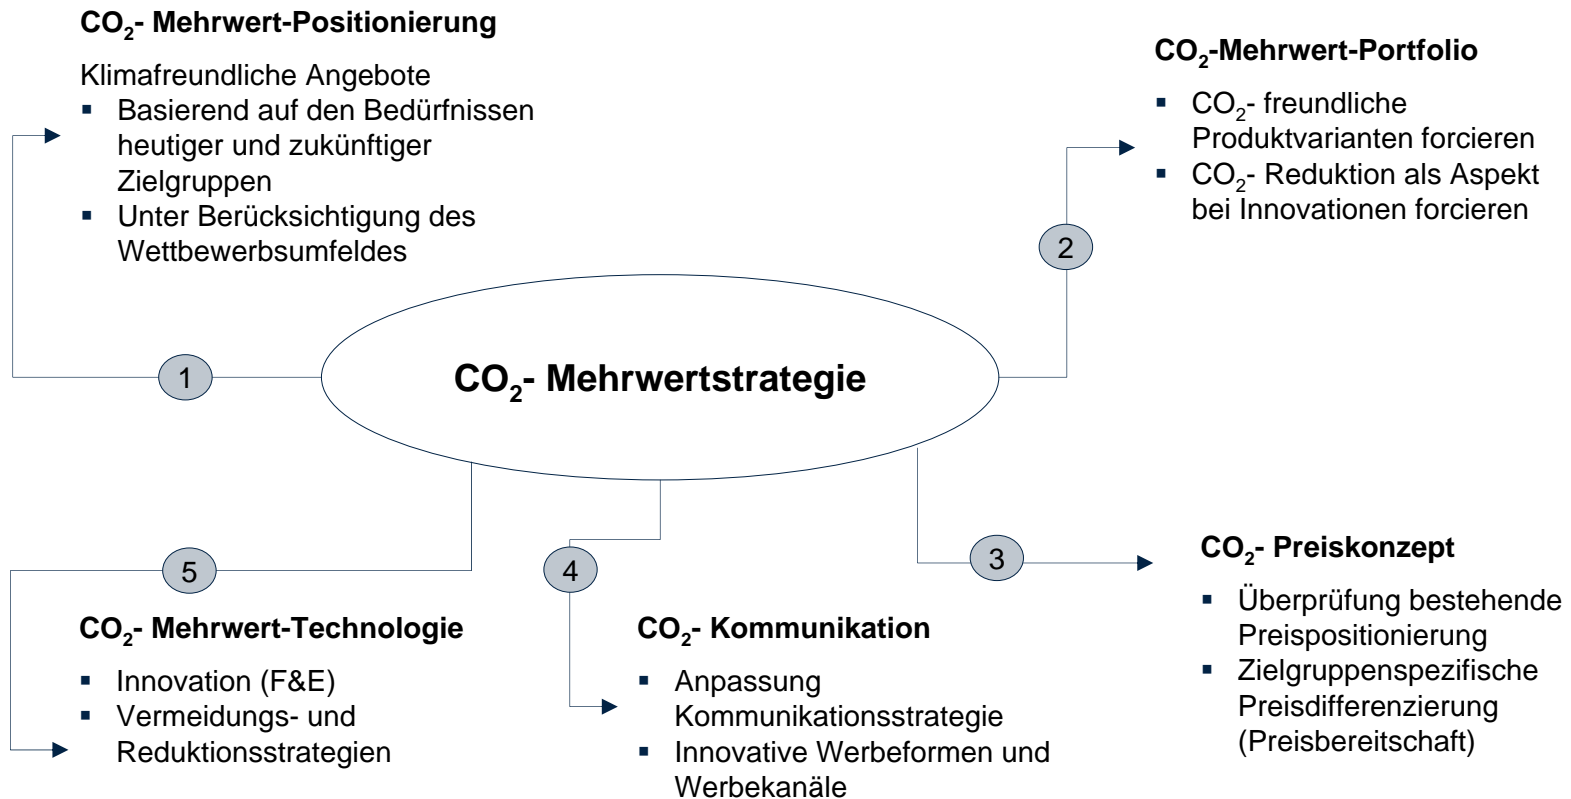 CO₂- Mehrwert-Positionierung
Klimafreundliche Angebote
▪ Basierend auf den Bedürfnissen
heutiger und zukünftiger
Zielgruppen
▪ Unter Berücksichtigung des
Wettbewerbsumfeldes
CO₂-Mehrwert-Portfolio
▪ CO₂- freundliche
Produktvarianten forcieren
▪ CO₂- Reduktion als Aspekt
bei Innovationen forcieren
2
1
CO₂- Mehrwertstrategie
3
CO₂- Preiskonzept
▪ Überprüfung bestehende
Preispositionierung
▪ Zielgruppenspezifische
Preisdifferenzierung
(Preisbereitschaft)
4
CO₂- Kommunikation
▪ Anpassung
Kommunikationsstrategie
▪ Innovative Werbeformen und
Werbekanäle
5
CO₂- Mehrwert-Technologie
▪ Innovation (F&E)
▪ Vermeidungs- und
Reduktionsstrategien